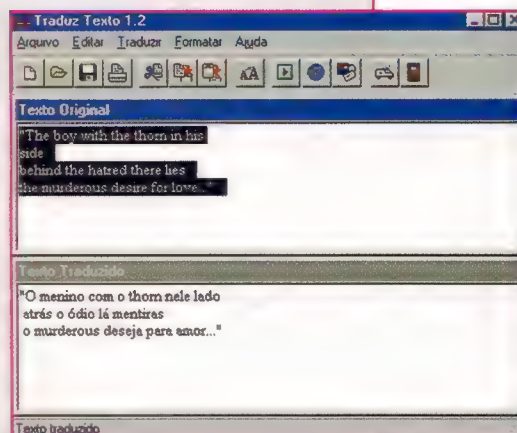 Traduz Texto 1.2
Arquivo Editar Traduzir Formatar Ajuda
Texto Original
"The boy with the thorn in his
side
behind the hatred there lies
the murderous desire for love..."
Texto Traduzido
"O menino com o thorn nele lado
atrás o ódio lá mentiras
o murderous deseja para amor..."
Texto traduzido